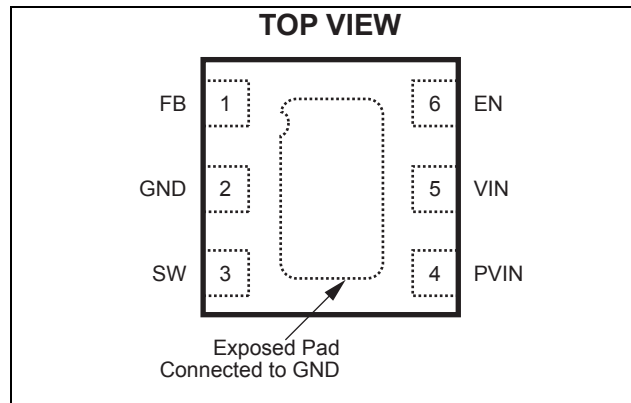 TOP VIEW
FB 1 6 EN
GND 2 5 VIN
SW 3 4 PVIN
Exposed Pad
Connected to GND